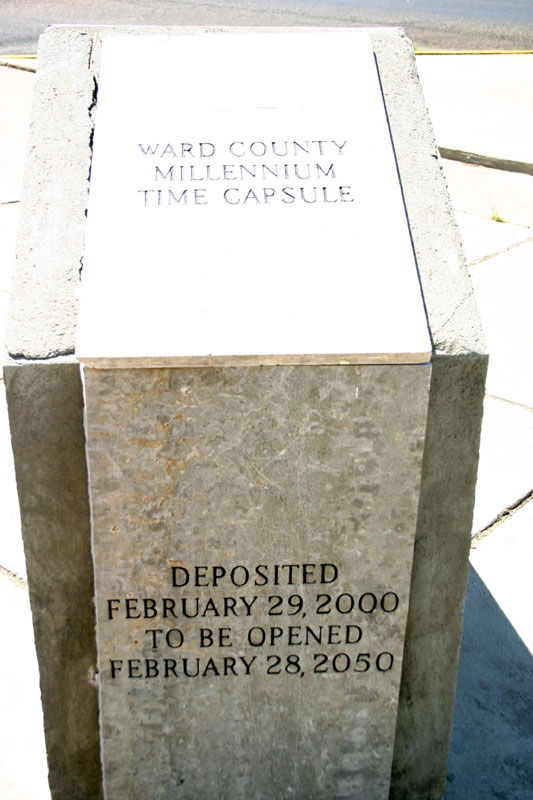 WARD COUNTY
MILLENNIUM
TIME CAPSULE
DEPOSITED
FEBRUARY 29, 2000
TO BE OPENED
FEBRUARY 28, 2050